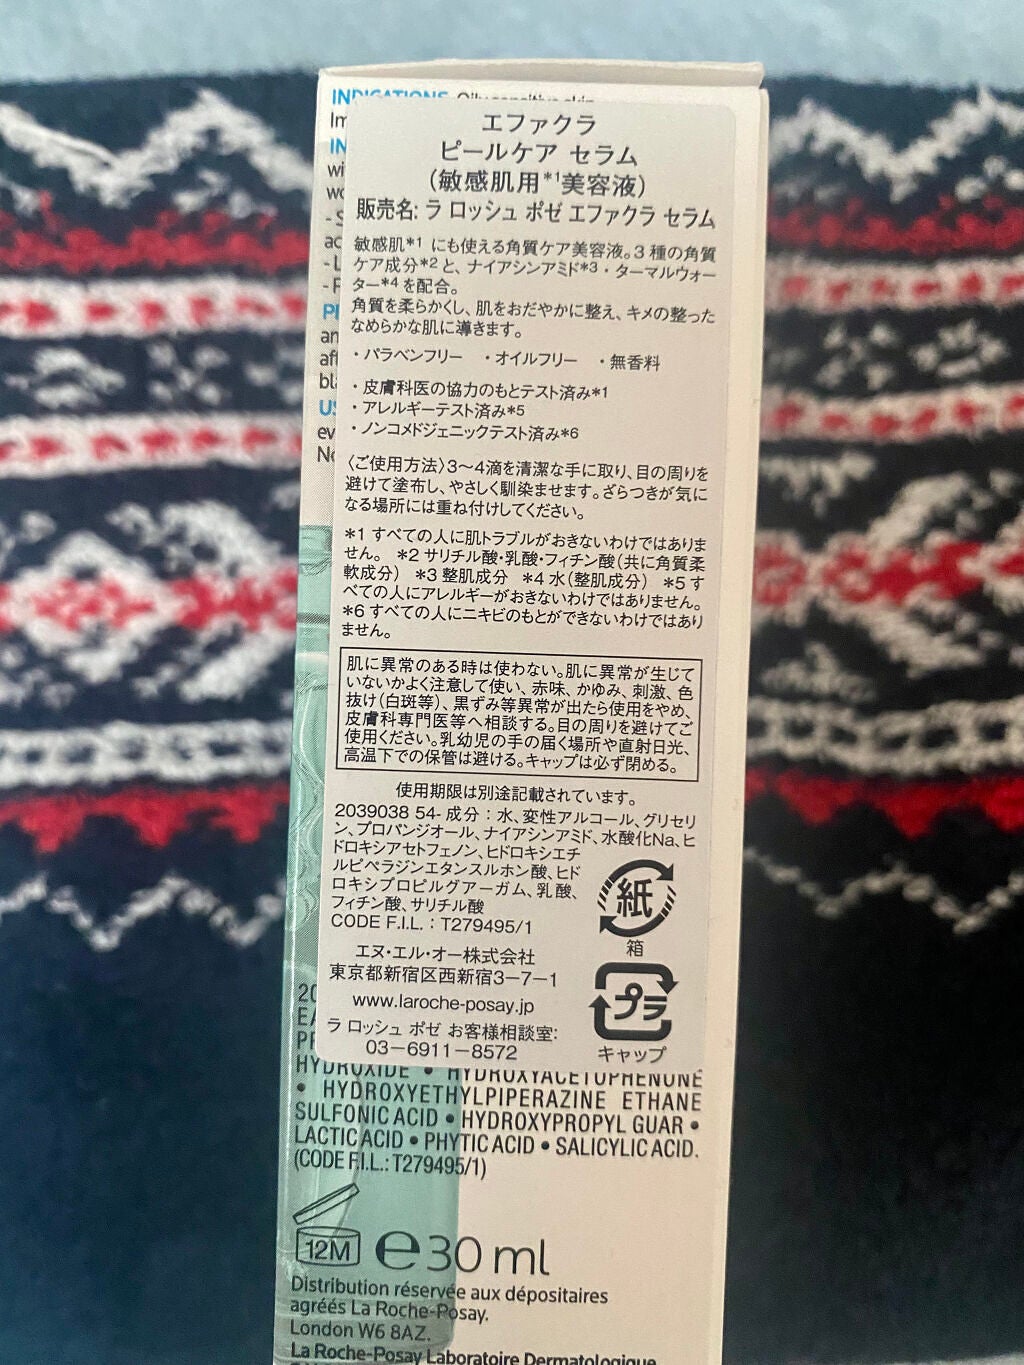 INDICATIONS
エファクラ
ピールケア セラム
(敏感肌用*1美容液)
販売名: ラ ロッシュ ポゼ エファクラ セラム
敏感肌*1 にも使える角質ケア美容液。3 種の角質
ケア成分*2と、ナイアシンアミド*3・ターマルウォー
ター*4を配合。
角質を柔らかくし、肌をおだやかに整え、キメの整った
なめらかな肌に導きます。
・パラベンフリー ・オイルフリー ・無香料
・皮膚科医の協力のもとテスト済み*1
・アレルギーテスト済み*5
・ノンコメドジェニックテスト済み*6
〈ご使用方法〉3〜4滴を清潔な手に取り、目の周りを
避けて塗布し、やさしく馴染ませます。ざらつきが気に
なる場所には重ね付けしてください。
*1 すべての人に肌トラブルがおきないわけではありま
せん。 *2 サリチル酸・乳酸・フィチン酸(共に角質柔
軟成分) *3 整肌成分 *4 水(整肌成分) *5 す
べての人にアレルギーがおきないわけではありません。
*6 すべての人にニキビのもとができないわけではあり
ません。
肌に異常のある時は使わない。肌に異常が生じて
いないかよく注意して使い、赤味、かゆみ、刺激、色
抜け(白斑等)、黒ずみ等異常が出たら使用をやめ、
皮膚科専門医等へ相談する。目の周りを避けてご
使用ください。乳幼児の手の届く場所や直射日光、
高温下での保管は避ける。キャップは必ず閉める。
使用期限は別途記載されています。
2039038 54- 成分：水、変性アルコール、グリセリ
ン、プロパンジオール、ナイアシンアミド、水酸化Na、ヒ
ドロキシアセトフェノン、ヒドロキシエチ
ルピペラジンエタンスルホン酸、ヒド
ロキシプロピルグアーガム、乳酸、
フィチン酸、サリチル酸
CODE F.I.L.：T279495/1
紙
箱
エヌ・エル・オー株式会社
東京都新宿区西新宿3-7-1
www.laroche-posay.jp
ラ ロッシュ ポゼ お客様相談室:
03-6911-8572
プラ
キャップ
HYDROXIDE • HYDROXYACETOPHENONE
• HYDROXYETHYLPIPERAZINE ETHANE
SULFONIC ACID • HYDROXYPROPYL GUAR •
LACTIC ACID • PHYTIC ACID • SALICYLIC ACID.
(CODE F.I.L.: T279495/1)
12M e 30 ml
Distribution réservée aux dépositaires
agréés La Roche-Posay.
London W6 8AZ.
La Roche-Posay Laboratoire Dermatologique